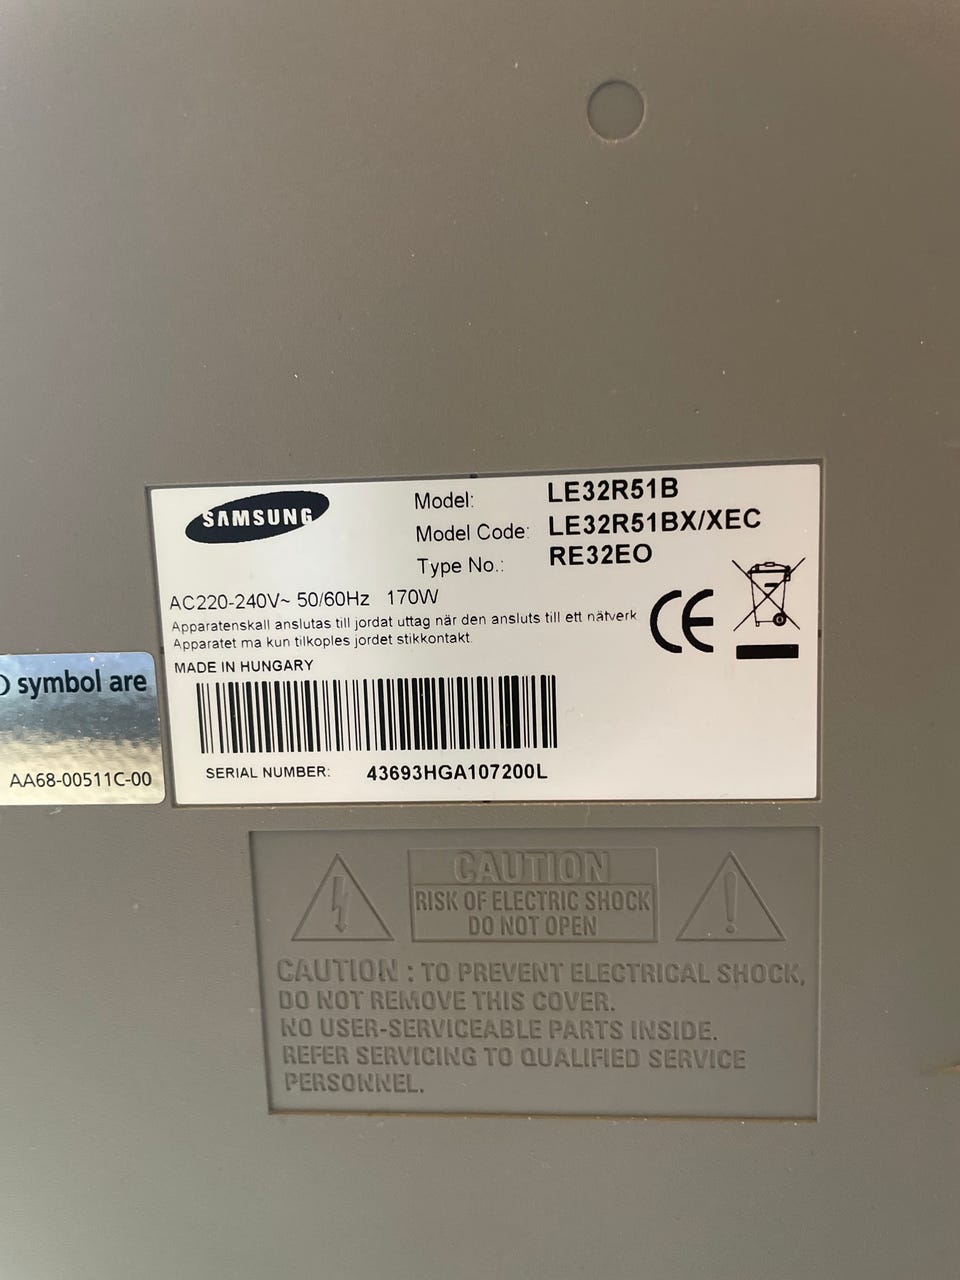 SAMSUNG
Model: LE32R51B
Model Code: LE32R51BX/XEC
Type No.: RE32EO
AC220-240V~ 50/60Hz 170W
Apparatenskall anslutas till jordat uttag när den ansluts till ett nätverk
Apparatet ma kun tilkoples jordet stikkontakt.
MADE IN HUNGARY
CE
SERIAL NUMBER: 43693HGA107200L
symbol are
AA68-00511C-00
CAUTION
RISK OF ELECTRIC SHOCK
DO NOT OPEN
CAUTION : TO PREVENT ELECTRICAL SHOCK,
DO NOT REMOVE THIS COVER.
NO USER-SERVICEABLE PARTS INSIDE.
REFER SERVICING TO QUALIFIED SERVICE
PERSONNEL.